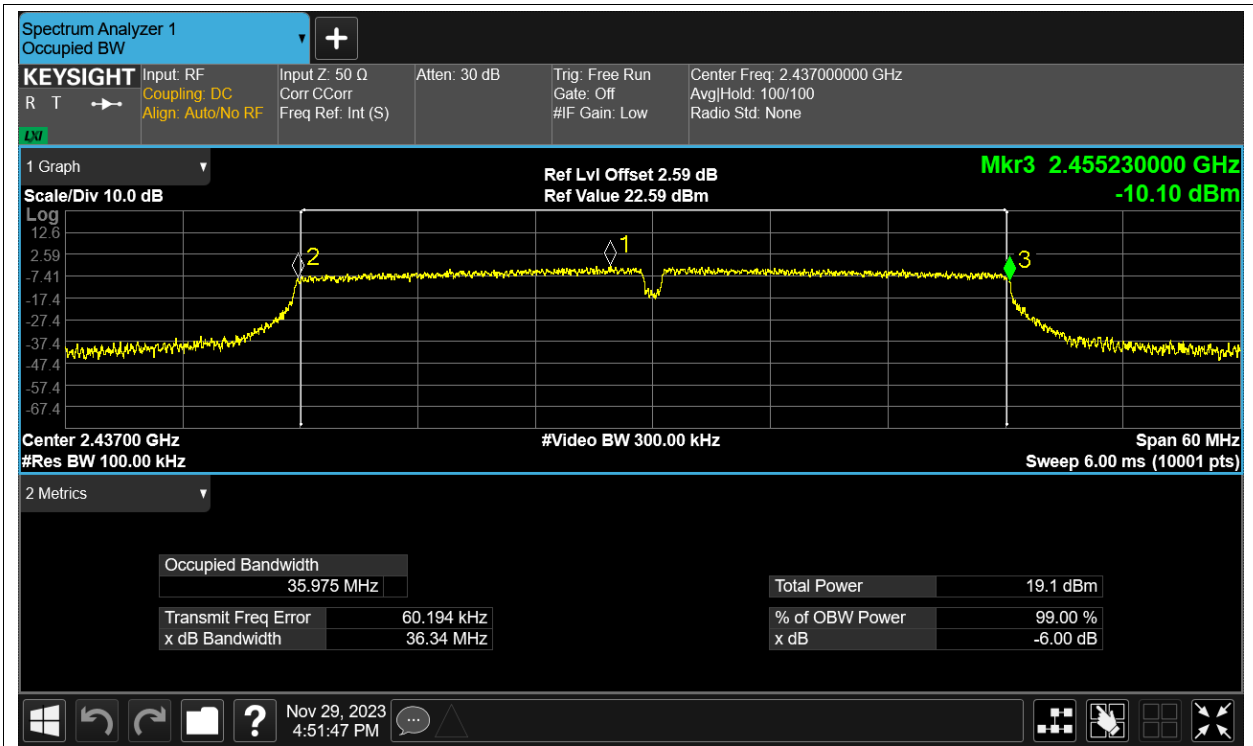 Spectrum Analyzer 1
Occupied BW
KEYSIGHT
R T
LXI
Input: RF
Coupling: DC
Align: Auto/No RF
Input Z: 50 Ω
Corr CCorr
Freq Ref: Int (S)
Atten: 30 dB
Trig: Free Run
Gate: Off
#IF Gain: Low
Center Freq: 2.437000000 GHz
Avg|Hold: 100/100
Radio Std: None
1 Graph
Scale/Div 10.0 dB
Ref Lvl Offset 2.59 dB
Ref Value 22.59 dBm
Mkr3 2.455230000 GHz
-10.10 dBm
Log
12.6
2.59
-7.41
-17.4
-27.4
-37.4
-47.4
-57.4
-67.4
2
1
3
Center 2.43700 GHz
#Res BW 100.00 kHz
#Video BW 300.00 kHz
Span 60 MHz
Sweep 6.00 ms (10001 pts)
2 Metrics
Occupied Bandwidth
35.975 MHz
Transmit Freq Error 60.194 kHz
x dB Bandwidth 36.34 MHz
Total Power 19.1 dBm
% of OBW Power 99.00 %
x dB -6.00 dB
?
Nov 29, 2023
4:51:47 PM